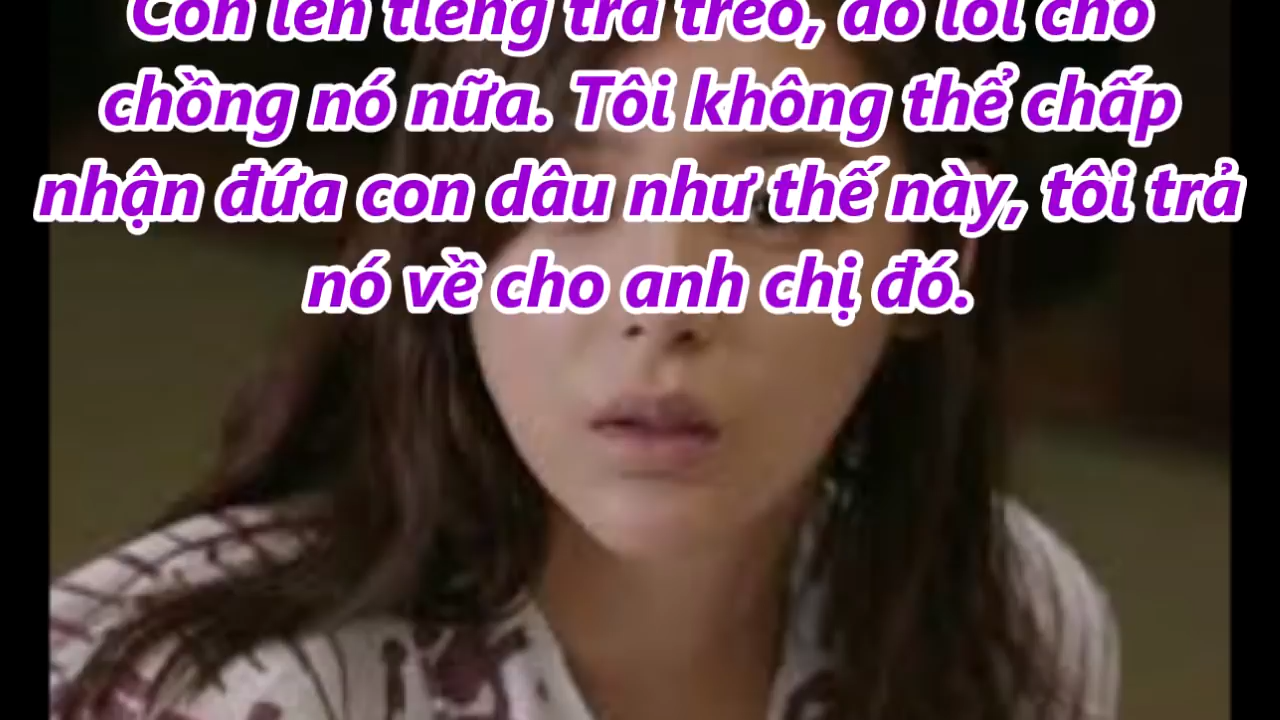 Còn lên tiếng trả treo, đổ lỗi cho
chồng nó nữa. Tôi không thể chấp
nhận đứa con dâu như thế này, tôi trả
nó về cho anh chị đó.